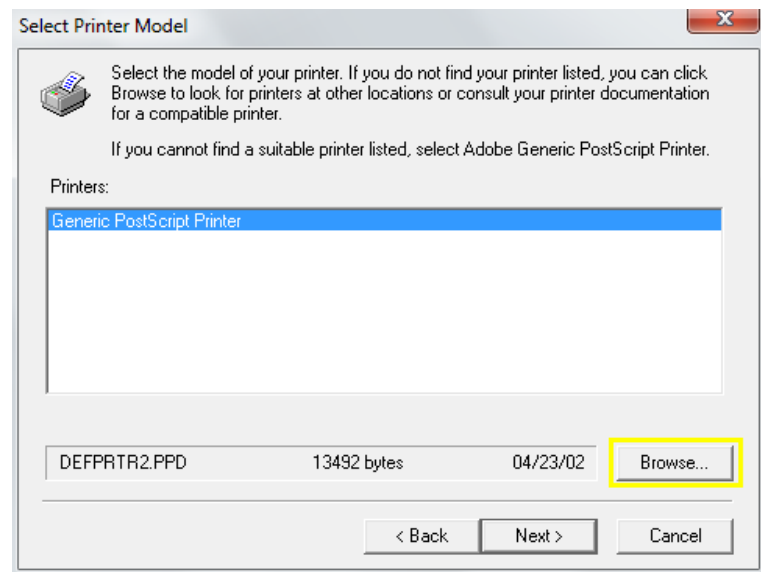 Select Printer Model
Select the model of your printer. If you do not find your printer listed, you can click
Browse to look for printers at other locations or consult your printer documentation
for a compatible printer.
If you cannot find a suitable printer listed, select Adobe Generic PostScript Printer.
Printers:
Generic PostScript Printer
DEFPRTR2.PPD 13492 bytes 04/23/02 Browse...
< Back Next > Cancel